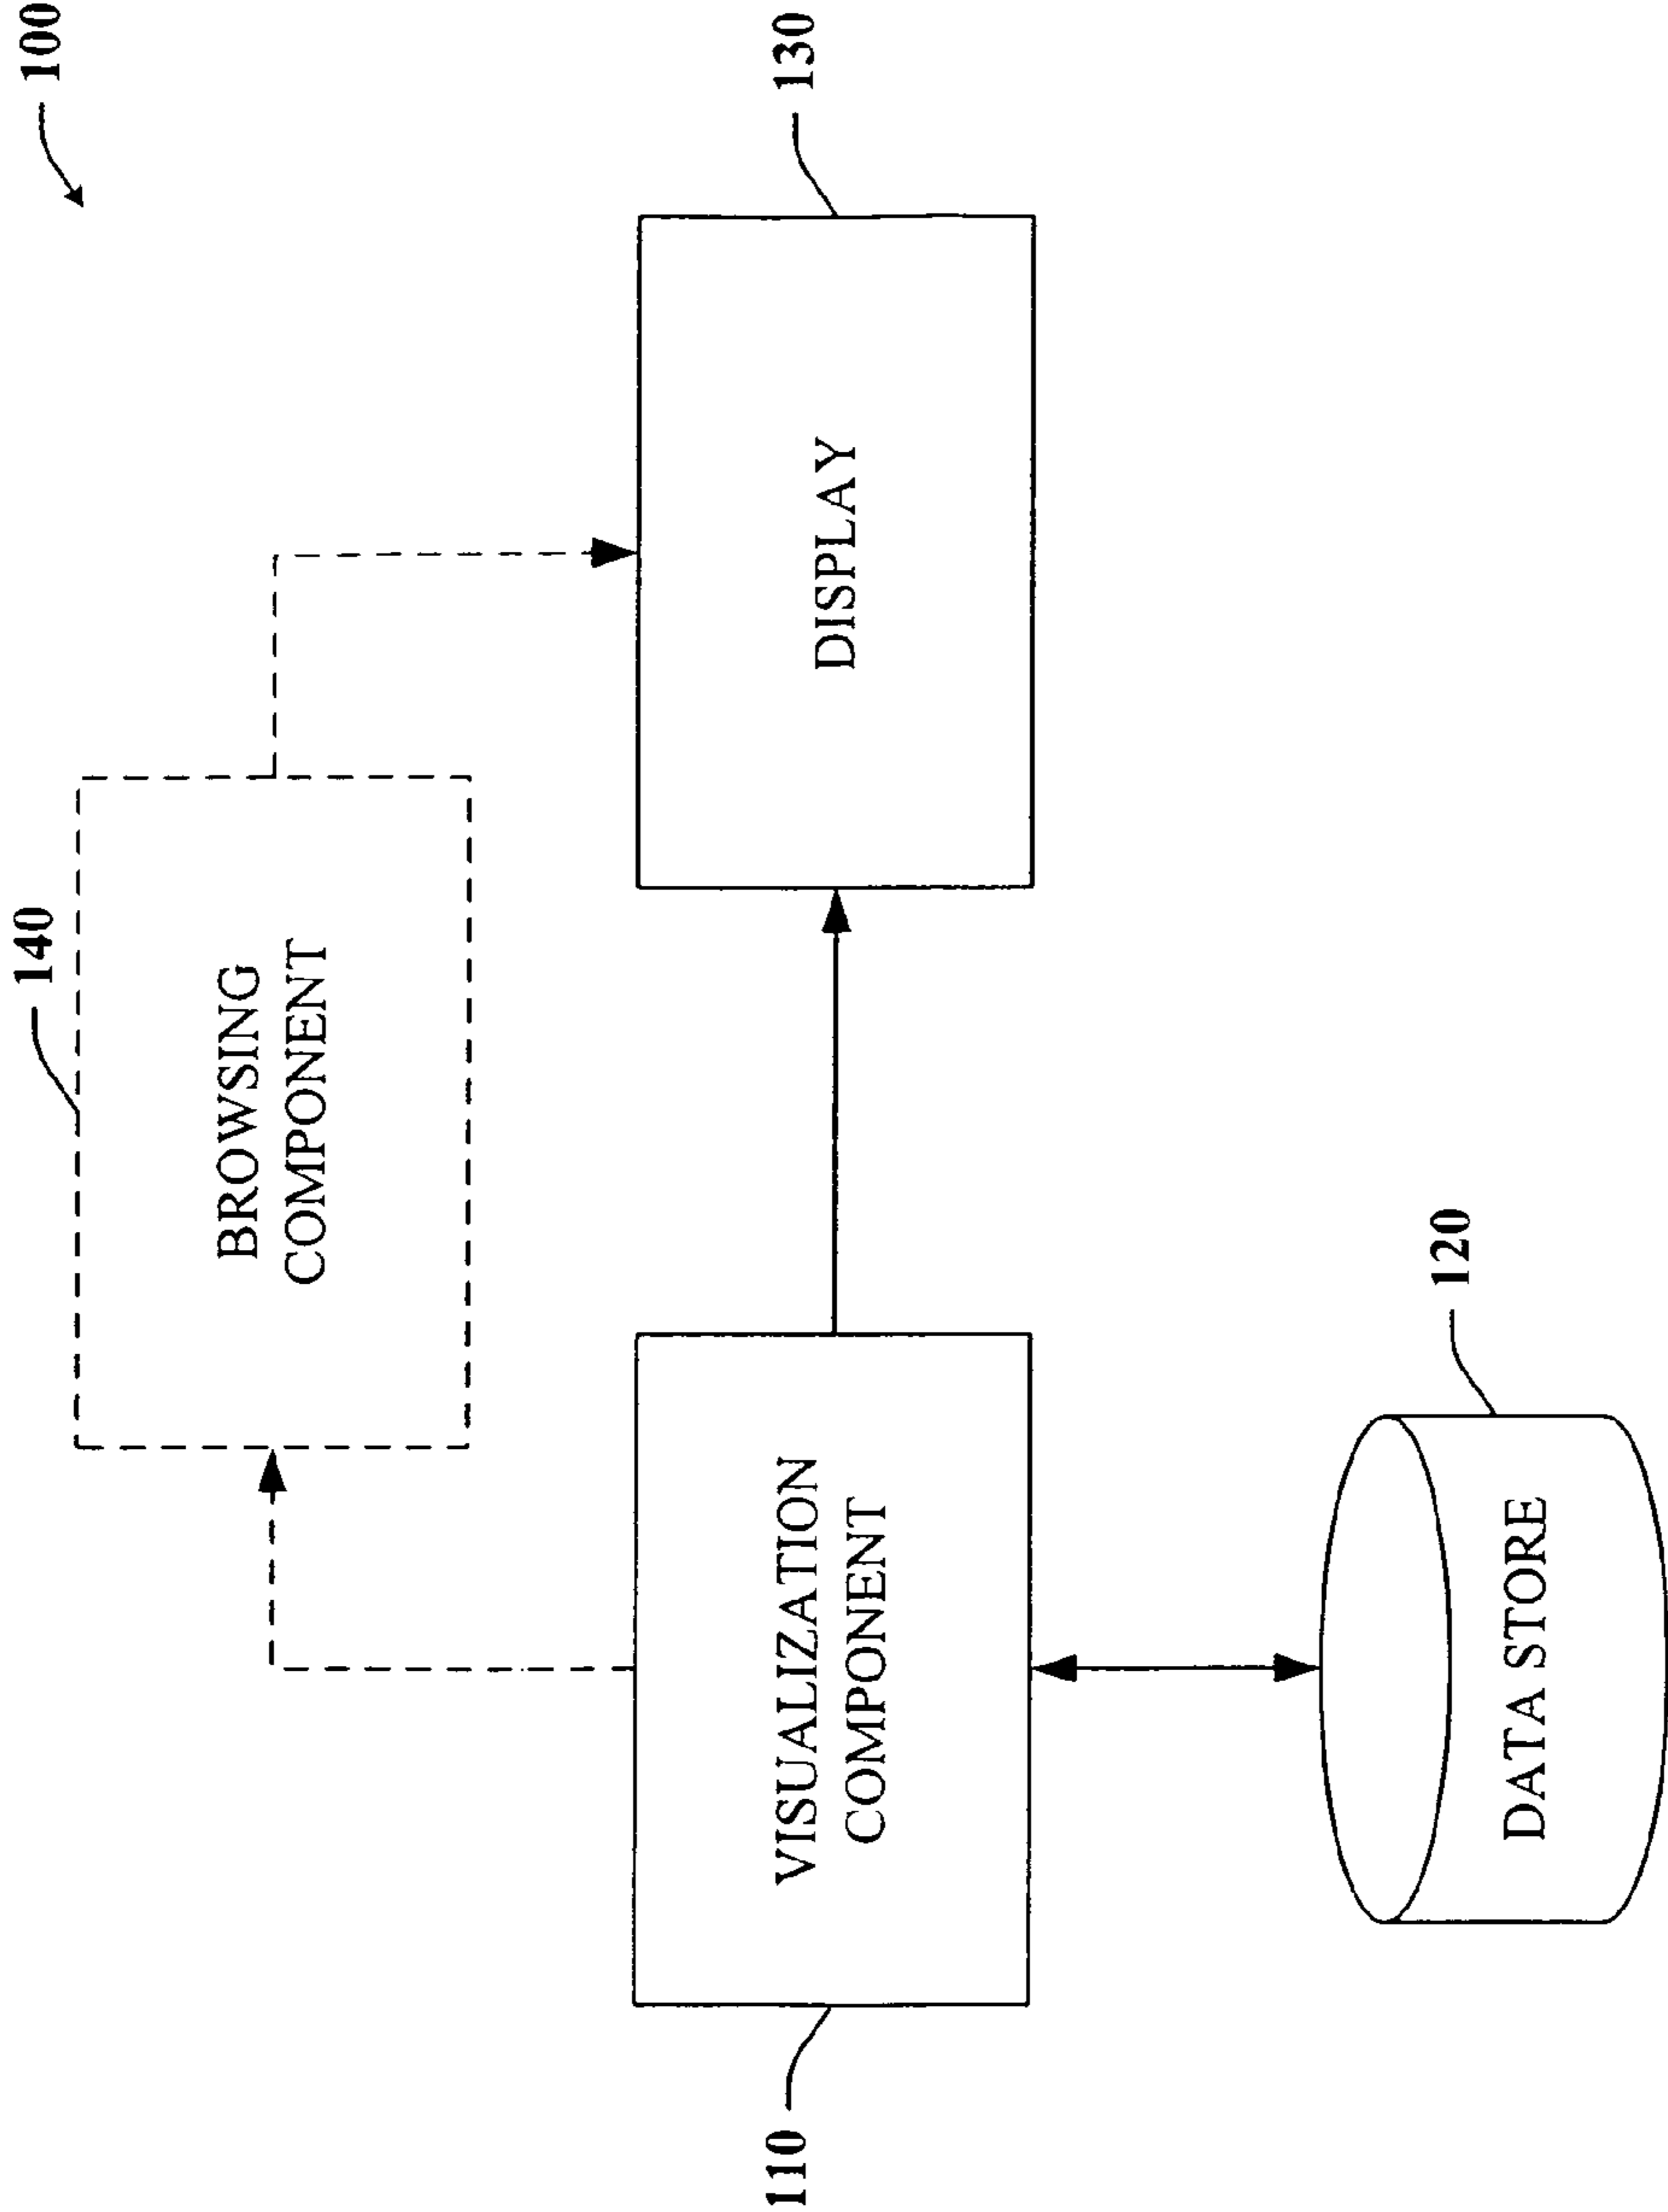 100
140
BROWSING
COMPONENT
110
VISUALIZATION
COMPONENT
DISPLAY
130
120
DATA STORE